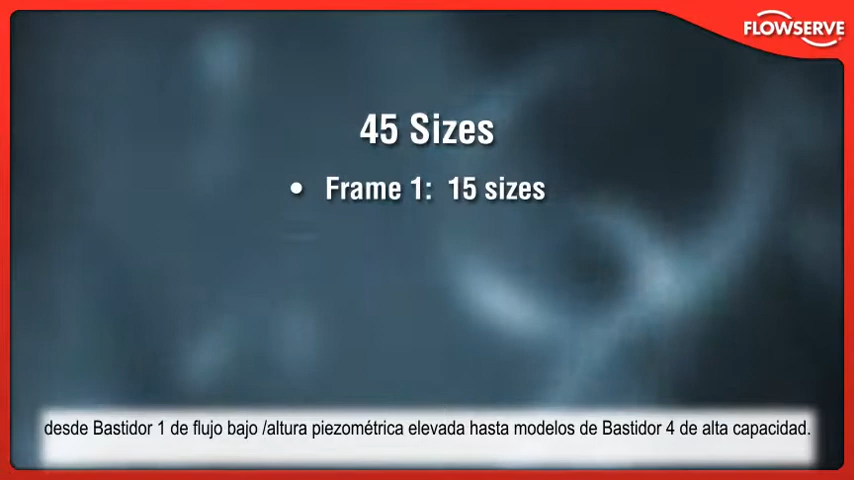 FLOWSERVE
45 Sizes
• Frame 1: 15 sizes
desde Bastidor 1 de flujo bajo /altura piezométrica elevada hasta modelos de Bastidor 4 de alta capacidad.